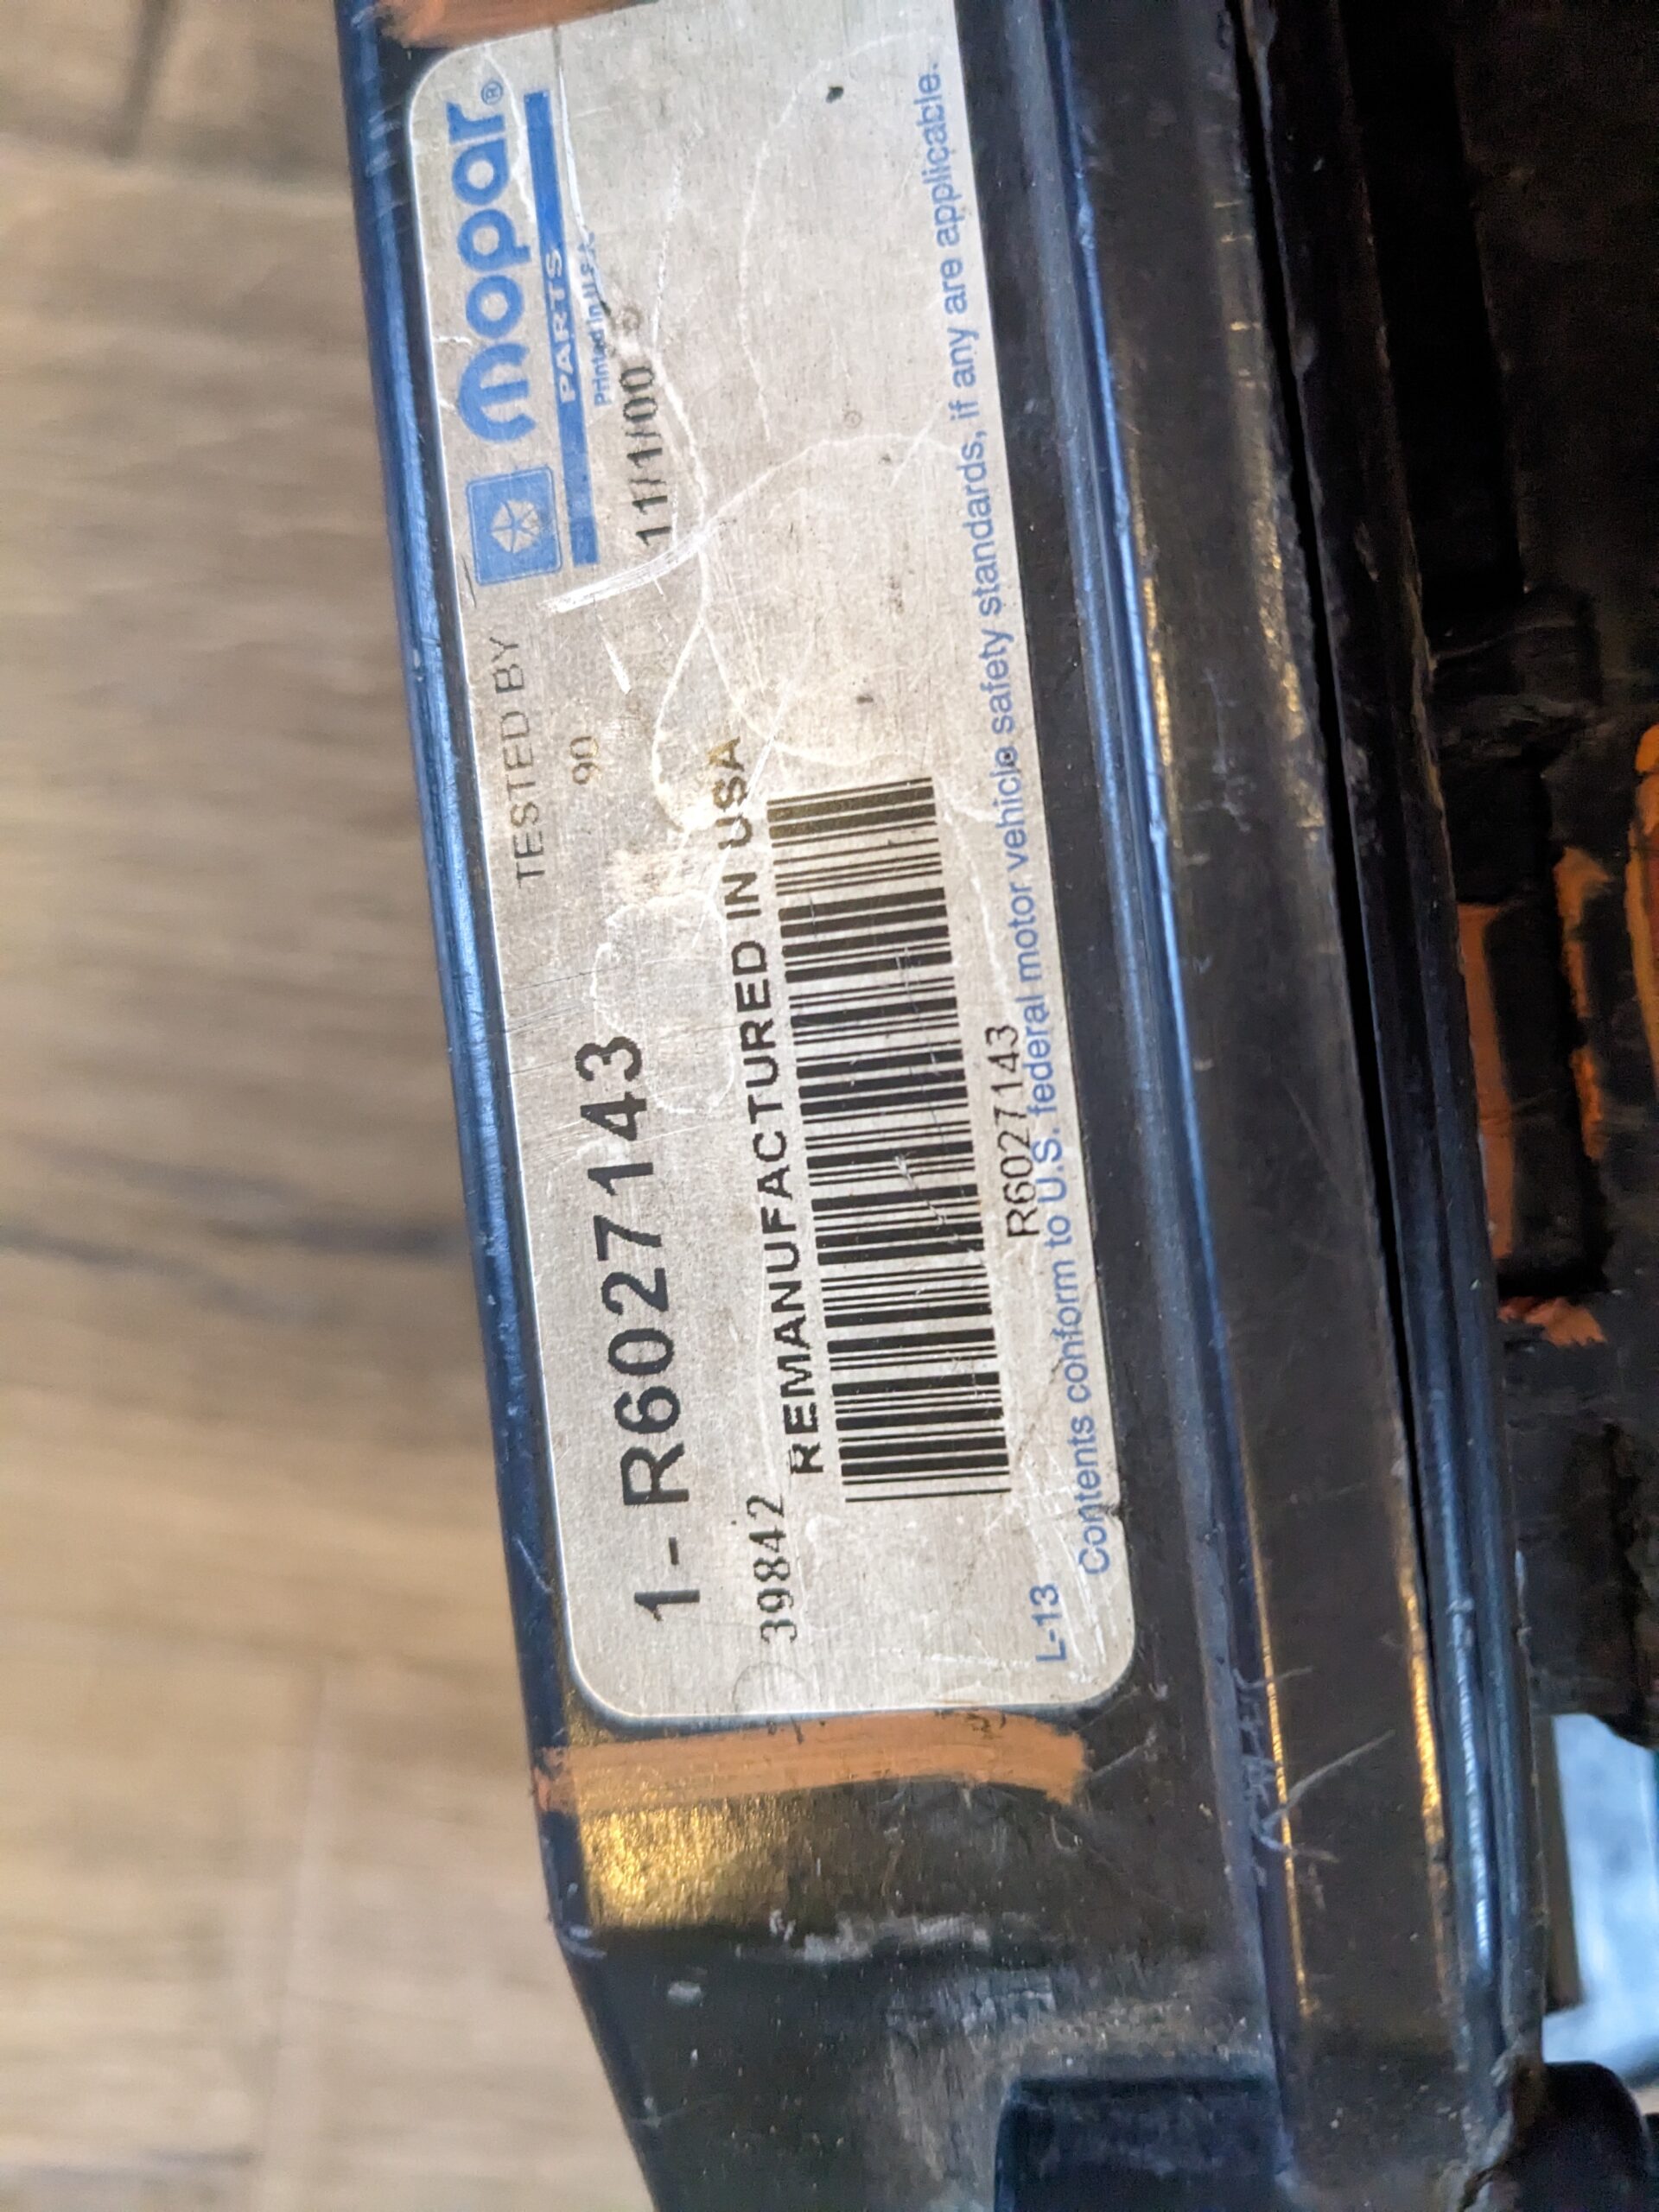 TESTED BY
90
mopar®
PARTS
Printed in U.S.A.
11/1/00
1- R6027143
39842
REMANUFACTURED IN USA
R6027143
L-13
Contents conform to U.S. federal motor vehicle safety standards, if any are applicable.